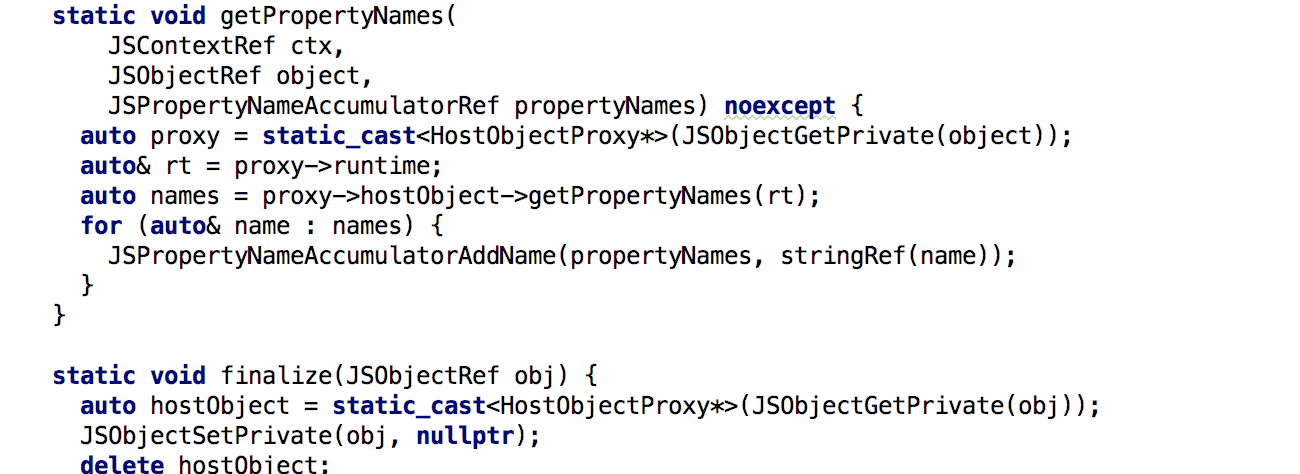 static void getPropertyNames(
JSContextRef ctx,
JSObjectRef object,
JSPropertyNameAccumulatorRef propertyNames) noexcept {
auto proxy = static_cast<HostObjectProxy*>(JSObjectGetPrivate(object));
auto& rt = proxy->runtime;
auto names = proxy->hostObject->getPropertyNames(rt);
for (auto& name : names) {
JSPropertyNameAccumulatorAddName(propertyNames, stringRef(name));
}
}
static void finalize(JSObjectRef obj) {
auto hostObject = static_cast<HostObjectProxy*>(JSObjectGetPrivate(obj));
JSObjectSetPrivate(obj, nullptr);
delete hostObject;